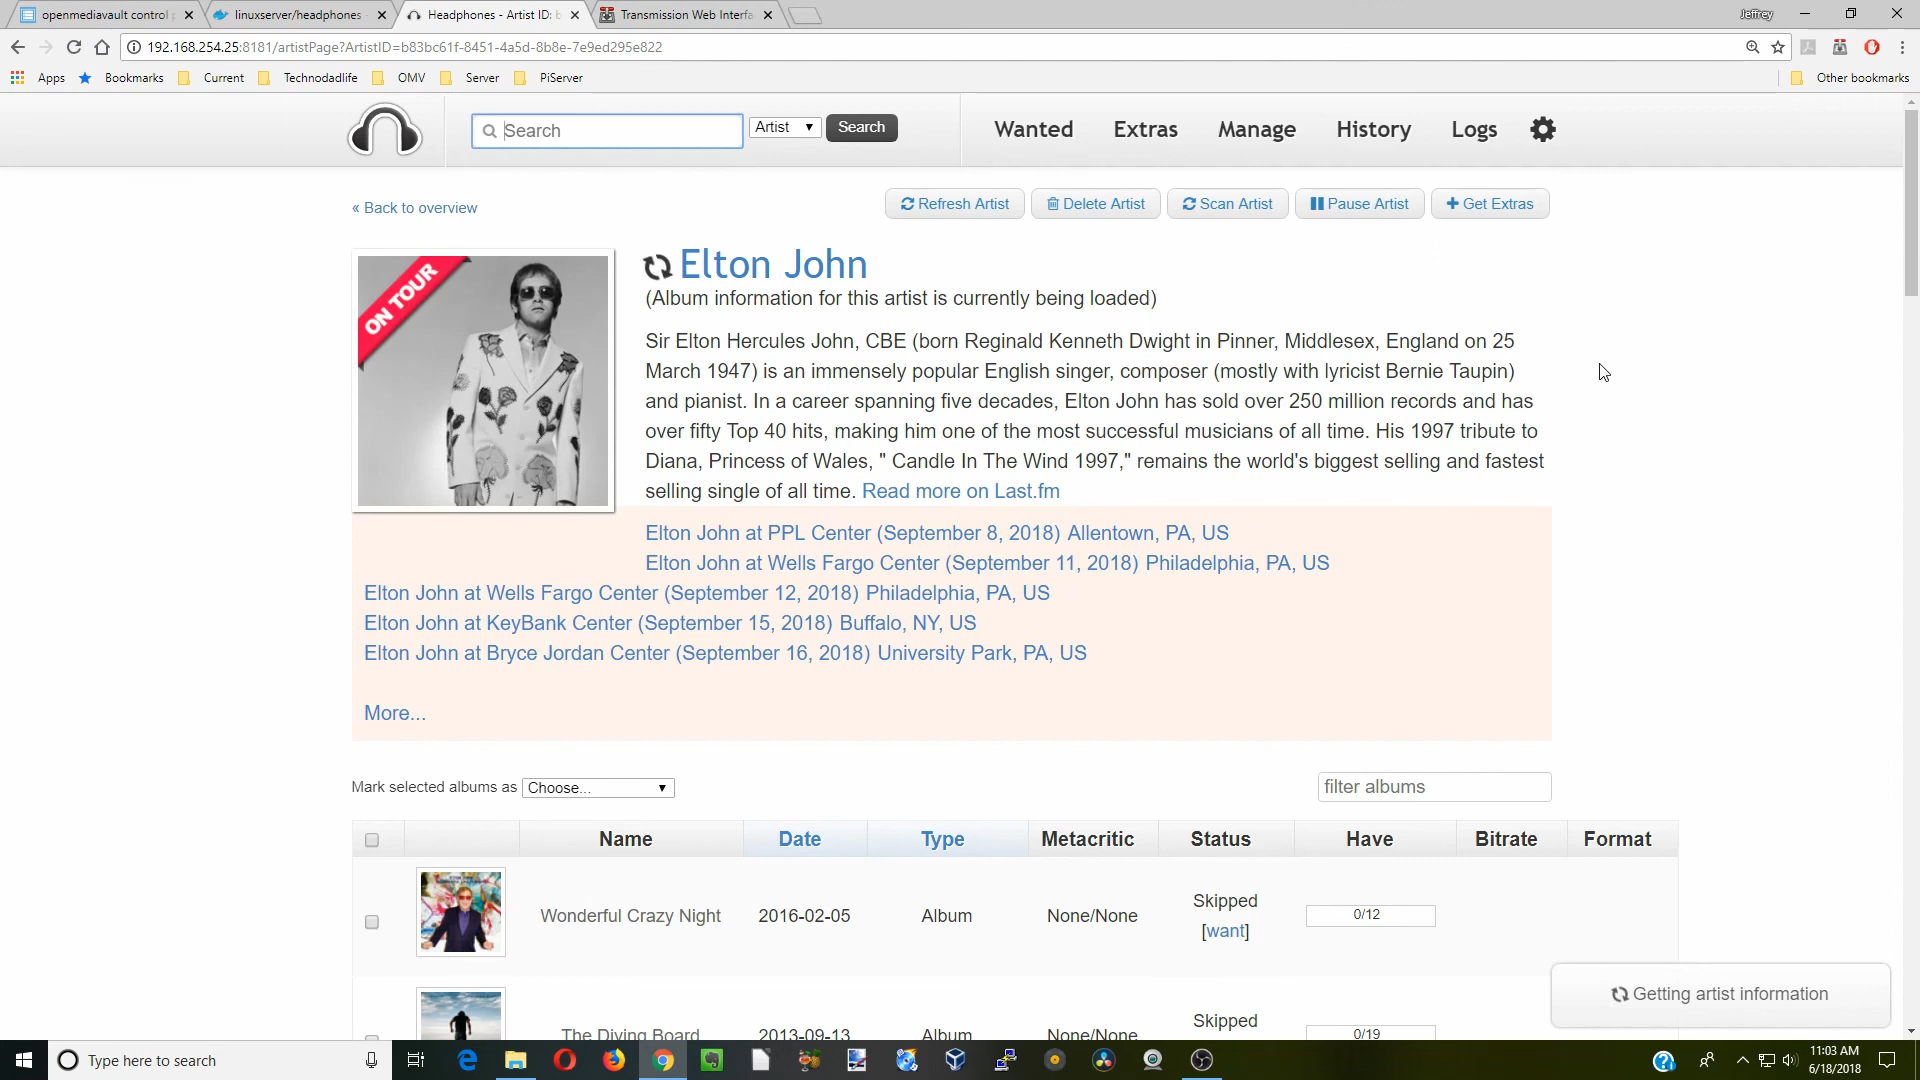 openmediavault control p
linuxserver/headphones -
Headphones - Artist ID: b
Transmission Web Interfa
Jeffrey
192.168.254.25:8181/artistPage?ArtistID=b83bc61f-8451-4a5d-8b8e-7e9ed295e822
Apps Bookmarks Current Technodadlife OMV Server PiServer Other bookmarks
Search Artist Search Wanted Extras Manage History Logs
« Back to overview Refresh Artist Delete Artist Scan Artist Pause Artist Get Extras
ON TOUR
Elton John
(Album information for this artist is currently being loaded)
Sir Elton Hercules John, CBE (born Reginald Kenneth Dwight in Pinner, Middlesex, England on 25
March 1947) is an immensely popular English singer, composer (mostly with lyricist Bernie Taupin)
and pianist. In a career spanning five decades, Elton John has sold over 250 million records and has
over fifty Top 40 hits, making him one of the most successful musicians of all time. His 1997 tribute to
Diana, Princess of Wales, " Candle In The Wind 1997," remains the world's biggest selling and fastest
selling single of all time. Read more on Last.fm
Elton John at PPL Center (September 8, 2018) Allentown, PA, US
Elton John at Wells Fargo Center (September 11, 2018) Philadelphia, PA, US
Elton John at Wells Fargo Center (September 12, 2018) Philadelphia, PA, US
Elton John at KeyBank Center (September 15, 2018) Buffalo, NY, US
Elton John at Bryce Jordan Center (September 16, 2018) University Park, PA, US
More...
Mark selected albums as Choose... filter albums
Name Date Type Metacritic Status Have Bitrate Format
Wonderful Crazy Night 2016-02-05 Album None/None Skipped 0/12
[want]
The Diving Board 2013-09-13 Album None/None Skipped 0/19
Getting artist information
Type here to search
11:03 AM
6/18/2018